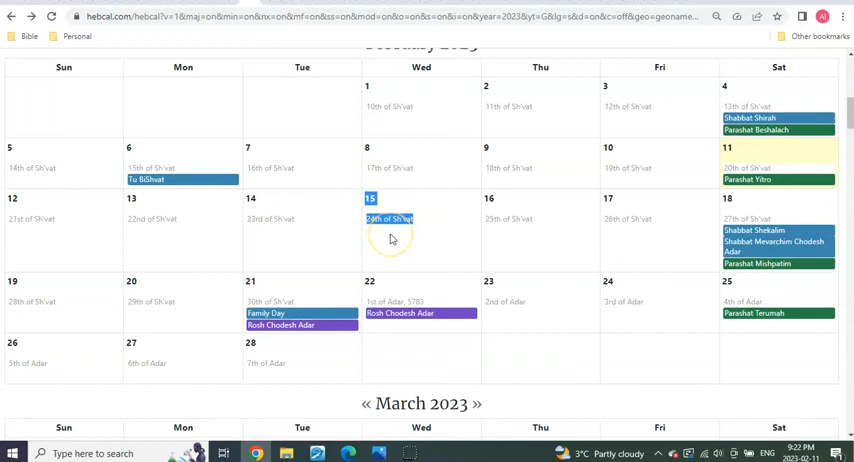 hebcal.com/hebcal?v=1&maj=on&min=on&nx=on&mf=on&ss=on&mod=on&o=on&s=on&i=on&year=2023&yt=G&lg=s&d=on&c=off&geo=geoname...
AI
Bible
Personal
Other bookmarks
February 2023
Sun Mon Tue Wed Thu Fri Sat
1 2 3 4
10th of Sh'vat 11th of Sh'vat 12th of Sh'vat 13th of Sh'vat
Shabbat Shirah
Parashat Beshalach
5 6 7 8 9 10 11
14th of Sh'vat 15th of Sh'vat 16th of Sh'vat 17th of Sh'vat 18th of Sh'vat 19th of Sh'vat 20th of Sh'vat
Tu BiShvat Parashat Yitro
12 13 14 15 16 17 18
21st of Sh'vat 22nd of Sh'vat 23rd of Sh'vat 24th of Sh'vat 25th of Sh'vat 26th of Sh'vat 27th of Sh'vat
Shabbat Shekalim
Shabbat Mevarchim Chodesh
Adar
Parashat Mishpatim
19 20 21 22 23 24 25
28th of Sh'vat 29th of Sh'vat 30th of Sh'vat 1st of Adar, 5783 2nd of Adar 3rd of Adar 4th of Adar
Family Day Rosh Chodesh Adar Parashat Terumah
Rosh Chodesh Adar
26 27 28
5th of Adar 6th of Adar 7th of Adar
« March 2023 »
Sun Mon Tue Wed Thu Fri Sat
Type here to search
3°C Partly cloudy
ENG
9:22 PM
2023-02-11